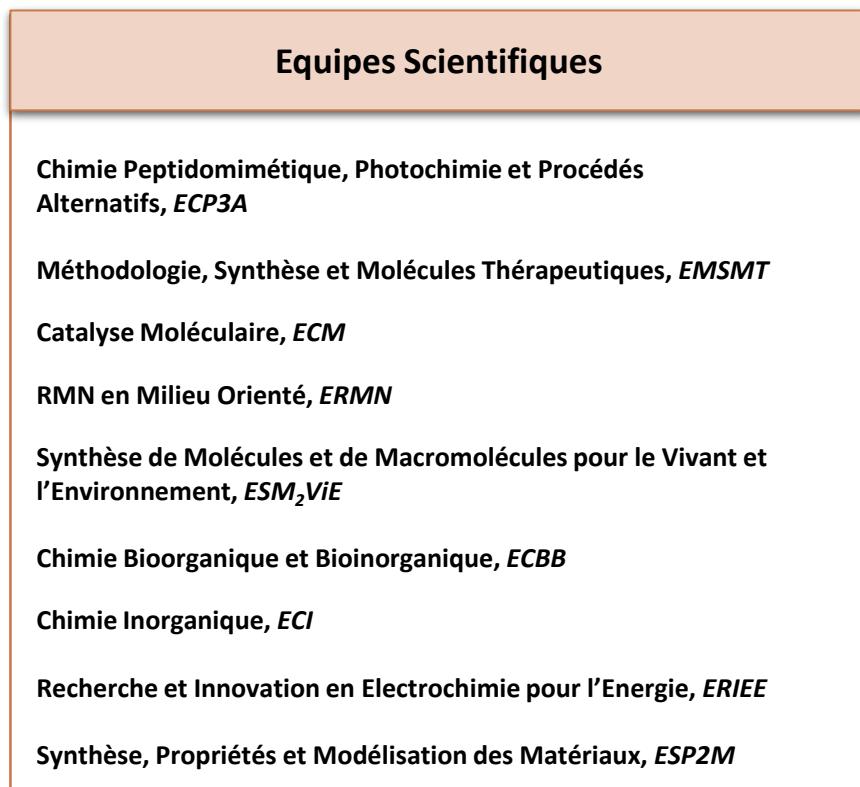 Equipes Scientifiques
Chimie Peptidomimétique, Photochimie et Procédés
Alternatifs, ECP3A
Méthodologie, Synthèse et Molécules Thérapeutiques, EMSMT
Catalyse Moléculaire, ECM
RMN en Milieu Orienté, ERMN
Synthèse de Molécules et de Macromolécules pour le Vivant et
l’Environnement, ESM₂ViE
Chimie Bioorganique et Bioinorganique, ECBB
Chimie Inorganique, ECI
Recherche et Innovation en Electrochimie pour l’Energie, ERIEE
Synthèse, Propriétés et Modélisation des Matériaux, ESP2M